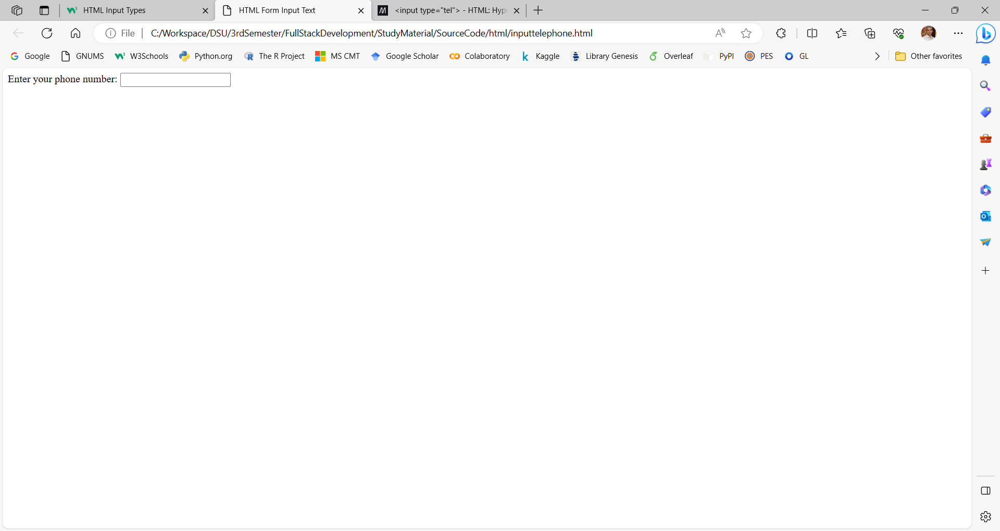 HTML Input Types
HTML Form Input Text
<input type="tel"> - HTML: Hyp
File
C:/Workspace/DSU/3rdSemester/FullStackDevelopment/StudyMaterial/SourceCode/html/inputtelephone.html
Google GNUMS W3Schools Python.org The R Project MS CMT Google Scholar Colaboratory Kaggle Library Genesis Overleaf PyPI PES GL Other favorites
Enter your phone number: